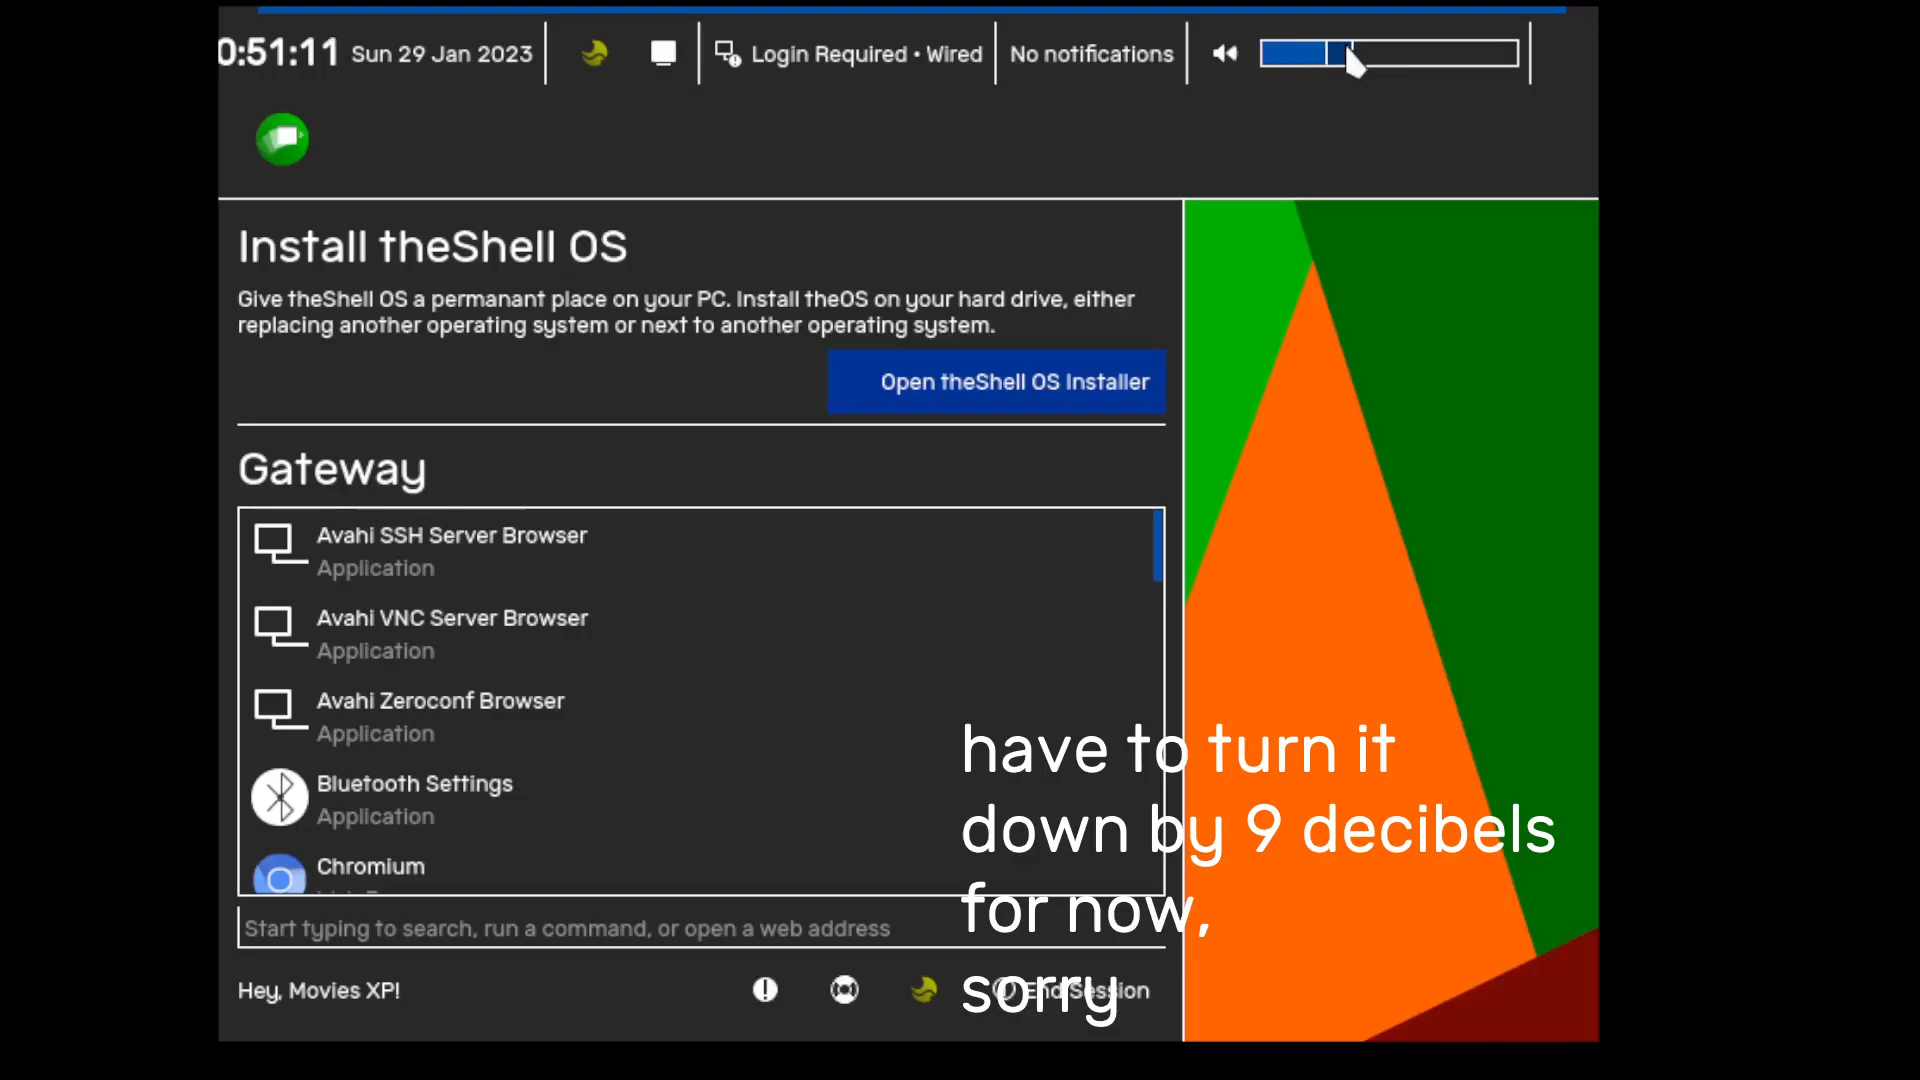 0:51:11 Sun 29 Jan 2023 Login Required • Wired No notifications
Install theShell OS
Give theShell OS a permanant place on your PC. Install theOS on your hard drive, either
replacing another operating system or next to another operating system.
Open theShell OS Installer
Gateway
Avahi SSH Server Browser
Application
Avahi VNC Server Browser
Application
Avahi Zeroconf Browser
Application
Bluetooth Settings
Application
Chromium
Start typing to search, run a command, or open a web address
Hey, Movies XP! End Session
have to turn it
down by 9 decibels
for now,
sorry